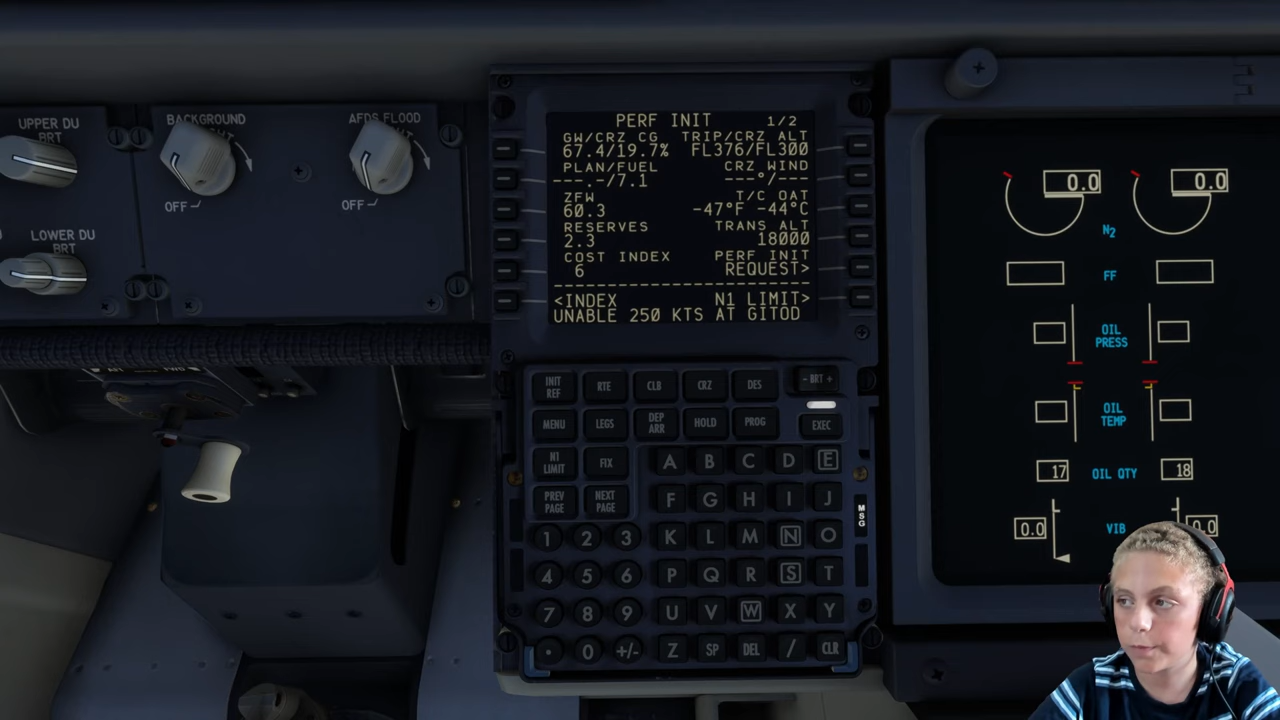 UPPER DU
BRT
BACKGROUND
OFF
AFDS FLOOD
OFF
LOWER DU
BRT
PERF INIT 1/2
GW/CRZ CG TRIP/CRZ ALT
67.4/19.7% FL376/FL300
PLAN/FUEL CRZ WIND
---.-/7.1 ---°/---
ZFW T/C OAT
60.3 -47°F -44°C
RESERVES TRANS ALT
2.3 18000
COST INDEX PERF INIT
6 REQUEST>
<INDEX N1 LIMIT>
UNABLE 250 KTS AT GITOD
INIT REF RTE CLB CRZ DES - BRT +
MENU LEGS DEP ARR HOLD PROG EXEC
N1 LIMIT FIX A B C D E
PREV PAGE NEXT PAGE F G H I J
1 2 3 K L M N O
4 5 6 P Q R S T
7 8 9 U V W X Y
. 0 +/- Z SP DEL / CLR
MSG
0.0 0.0
N2
FF
OIL
PRESS
OIL
TEMP
17 OIL QTY 18
0.0 VIB 0.0